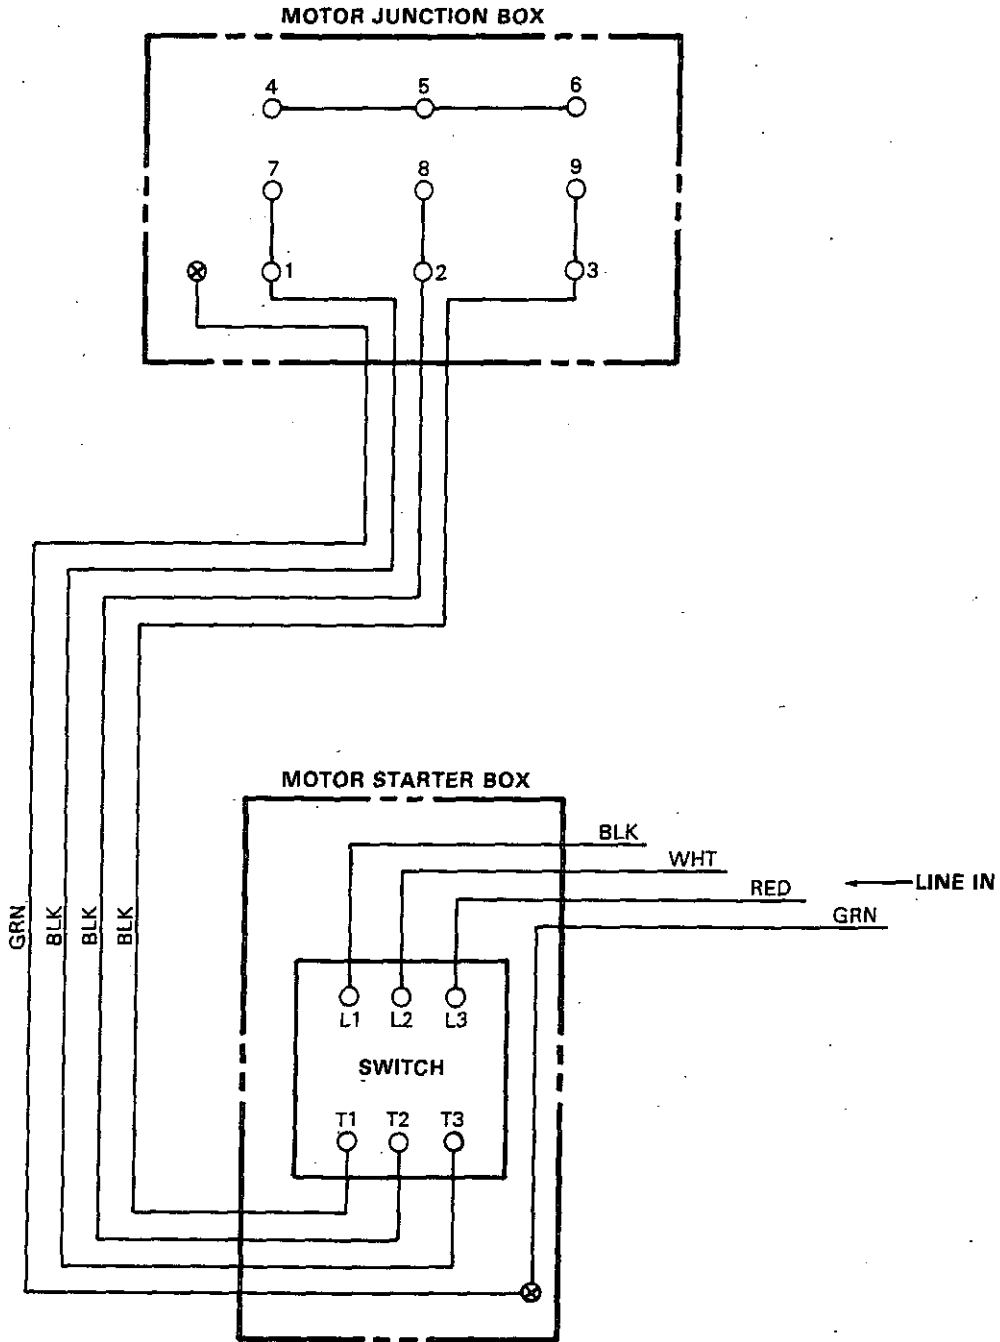 MOTOR JUNCTION BOX
4 5 6
7 8 9
1 2 3
MOTOR STARTER BOX
BLK
WHT
RED
LINE IN
GRN
GRN
BLK
BLK
BLK
L1 L2 L3
SWITCH
T1 T2 T3